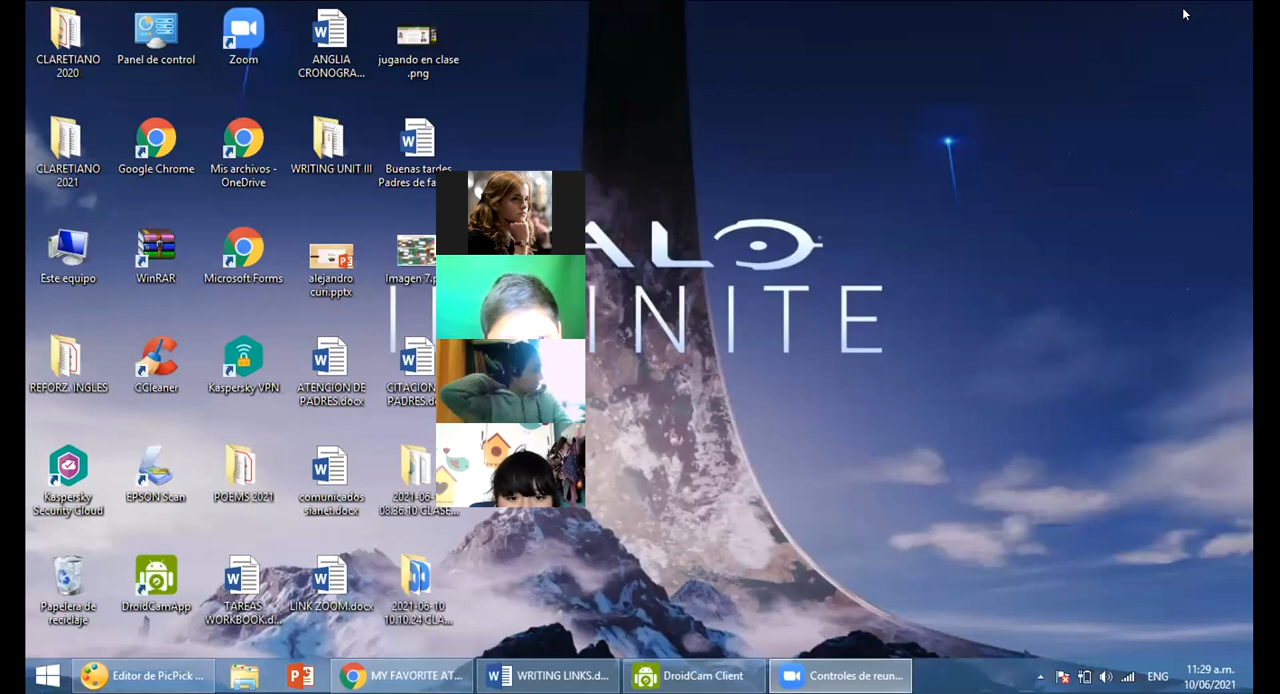 CLARETIANO
2020
Panel de control
Zoom
ANGLIA
CRONOGRA...
jugando en clase
.png
CLARETIANO
2021
Google Chrome
Mis archivos -
OneDrive
WRITING UNIT III
Buenas tardes
Padres de fa...
Este equipo
WinRAR
Microsoft Forms
alejandro
curi.pptx
Imagen 7.p
ALO
INITE
REFORZ. INGLES
CCleaner
Kaspersky VPN
ATENCION DE
PADRES.docx
CITACION
PADRES.do
Kaspersky
Security Cloud
EPSON Scan
POEMS 2021
comunicados
sianet.docx
2021-06-
08.36.10 CLASE...
Papelera de
reciclaje
DroidCamApp
TAREAS
WORKBOOK.d...
LINK ZOOM.docx
2021-06-10
10.10.24 CLA...
Editor de PicPick ...
MY FAVORITE AT...
WRITING LINKS.d...
DroidCam Client
Controles de reun...
ENG
11:29 a.m.
10/06/2021